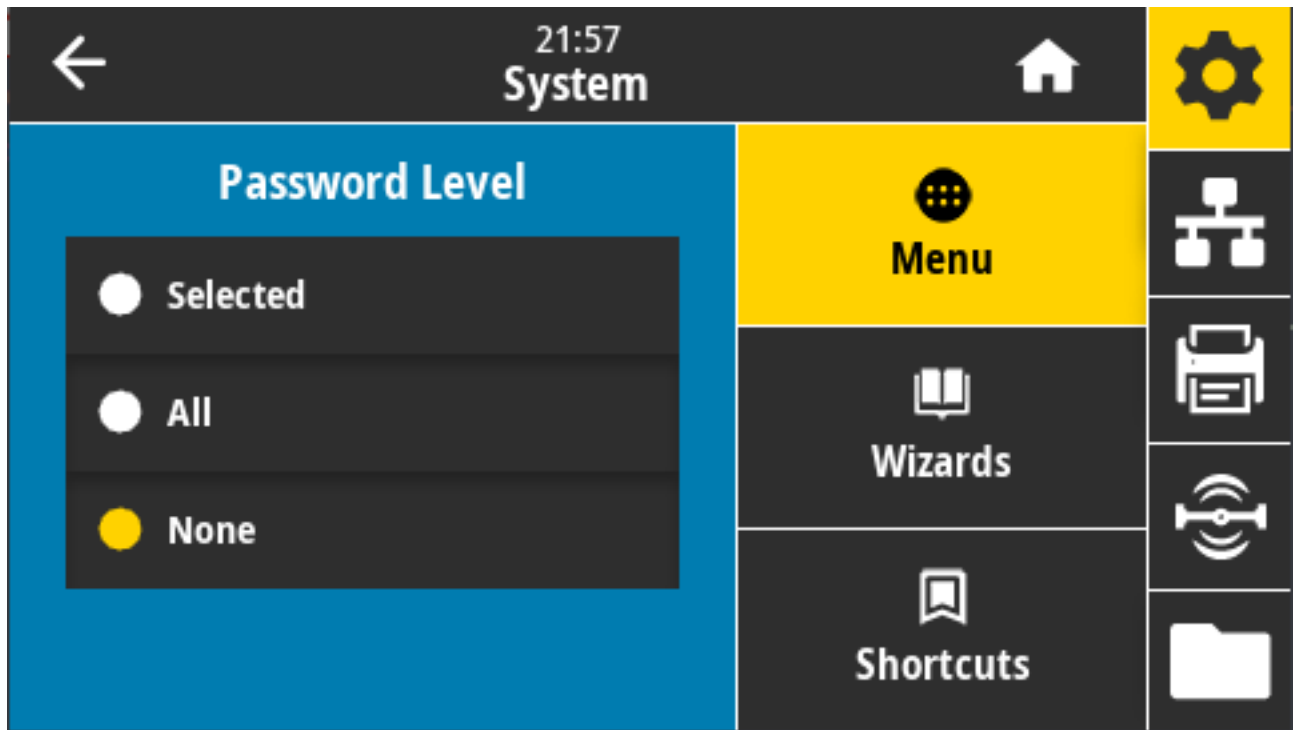 21:57
System
Password Level
Selected
All
None
Menu
Wizards
Shortcuts